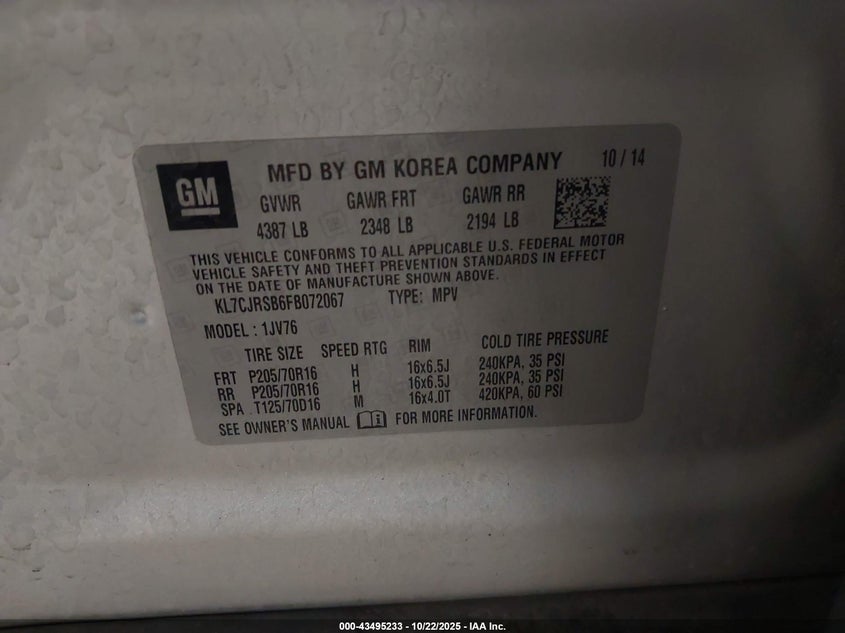 GM
MFD BY GM KOREA COMPANY 10 / 14
GVWR GAWR FRT GAWR RR
4387 LB 2348 LB 2194 LB
THIS VEHICLE CONFORMS TO ALL APPLICABLE U.S. FEDERAL MOTOR
VEHICLE SAFETY AND THEFT PREVENTION STANDARDS IN EFFECT
ON THE DATE OF MANUFACTURE SHOWN ABOVE.
KL7CJRSB6FB072067 TYPE: MPV
MODEL : 1JV76
TIRE SIZE SPEED RTG RIM COLD TIRE PRESSURE
FRT P205/70R16 H 16x6.5J 240KPA, 35 PSI
RR P205/70R16 H 16x6.5J 240KPA, 35 PSI
SPA T125/70D16 M 16x4.0T 420KPA, 60 PSI
SEE OWNER'S MANUAL FOR MORE INFORMATION.
000-43495233 - 10/22/2025 - IAA Inc.